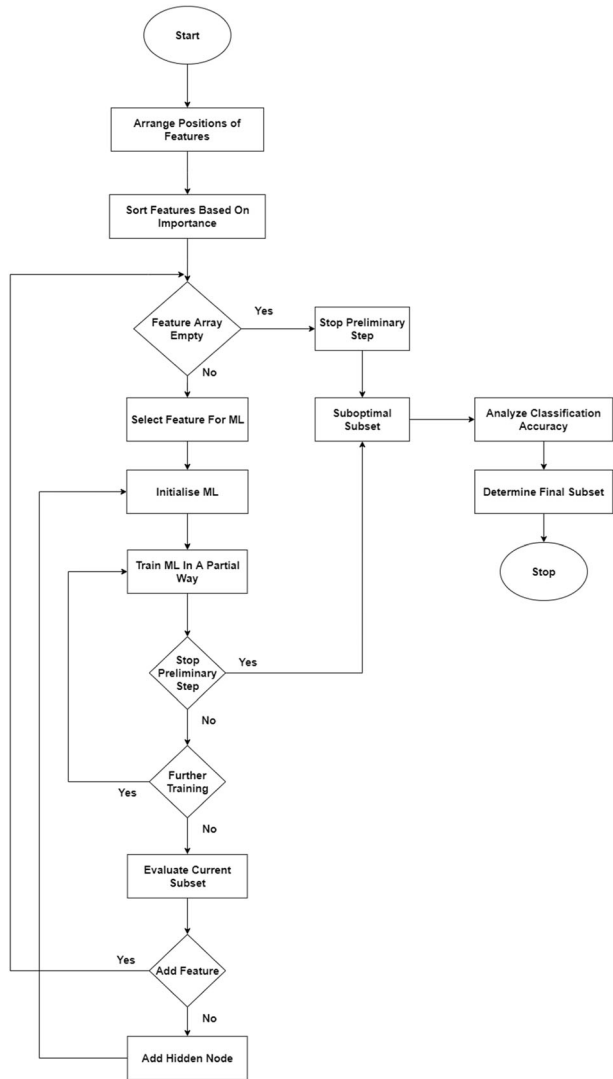 Start
Arrange Positions of
Features
Sort Features Based On
Importance
Feature Array
Empty
Yes
Stop Preliminary
Step
No
Select Feature For ML
Suboptimal
Subset
Analyze Classification
Accuracy
Initialise ML
Determine Final Subset
Train ML In A Partial
Way
Stop
Stop
Preliminary
Step
Yes
No
Further
Training
Yes
No
Evaluate Current
Subset
Add Feature
Yes
No
Add Hidden Node